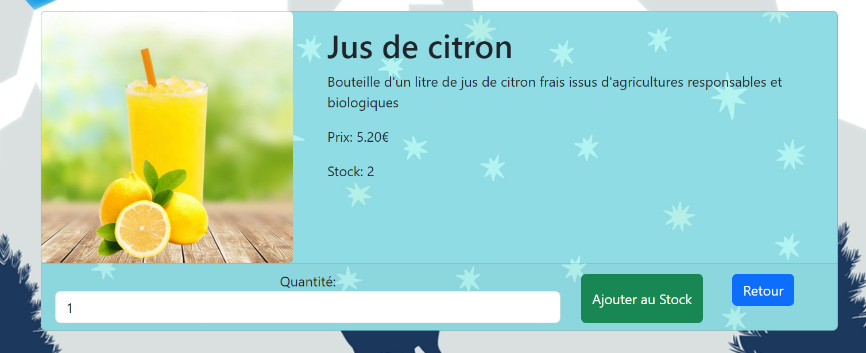 Jus de citron
Bouteille d'un litre de jus de citron frais issus d'agricultures responsables et
biologiques
Prix: 5.20€
Stock: 2
Quantité:
1
Ajouter au Stock
Retour